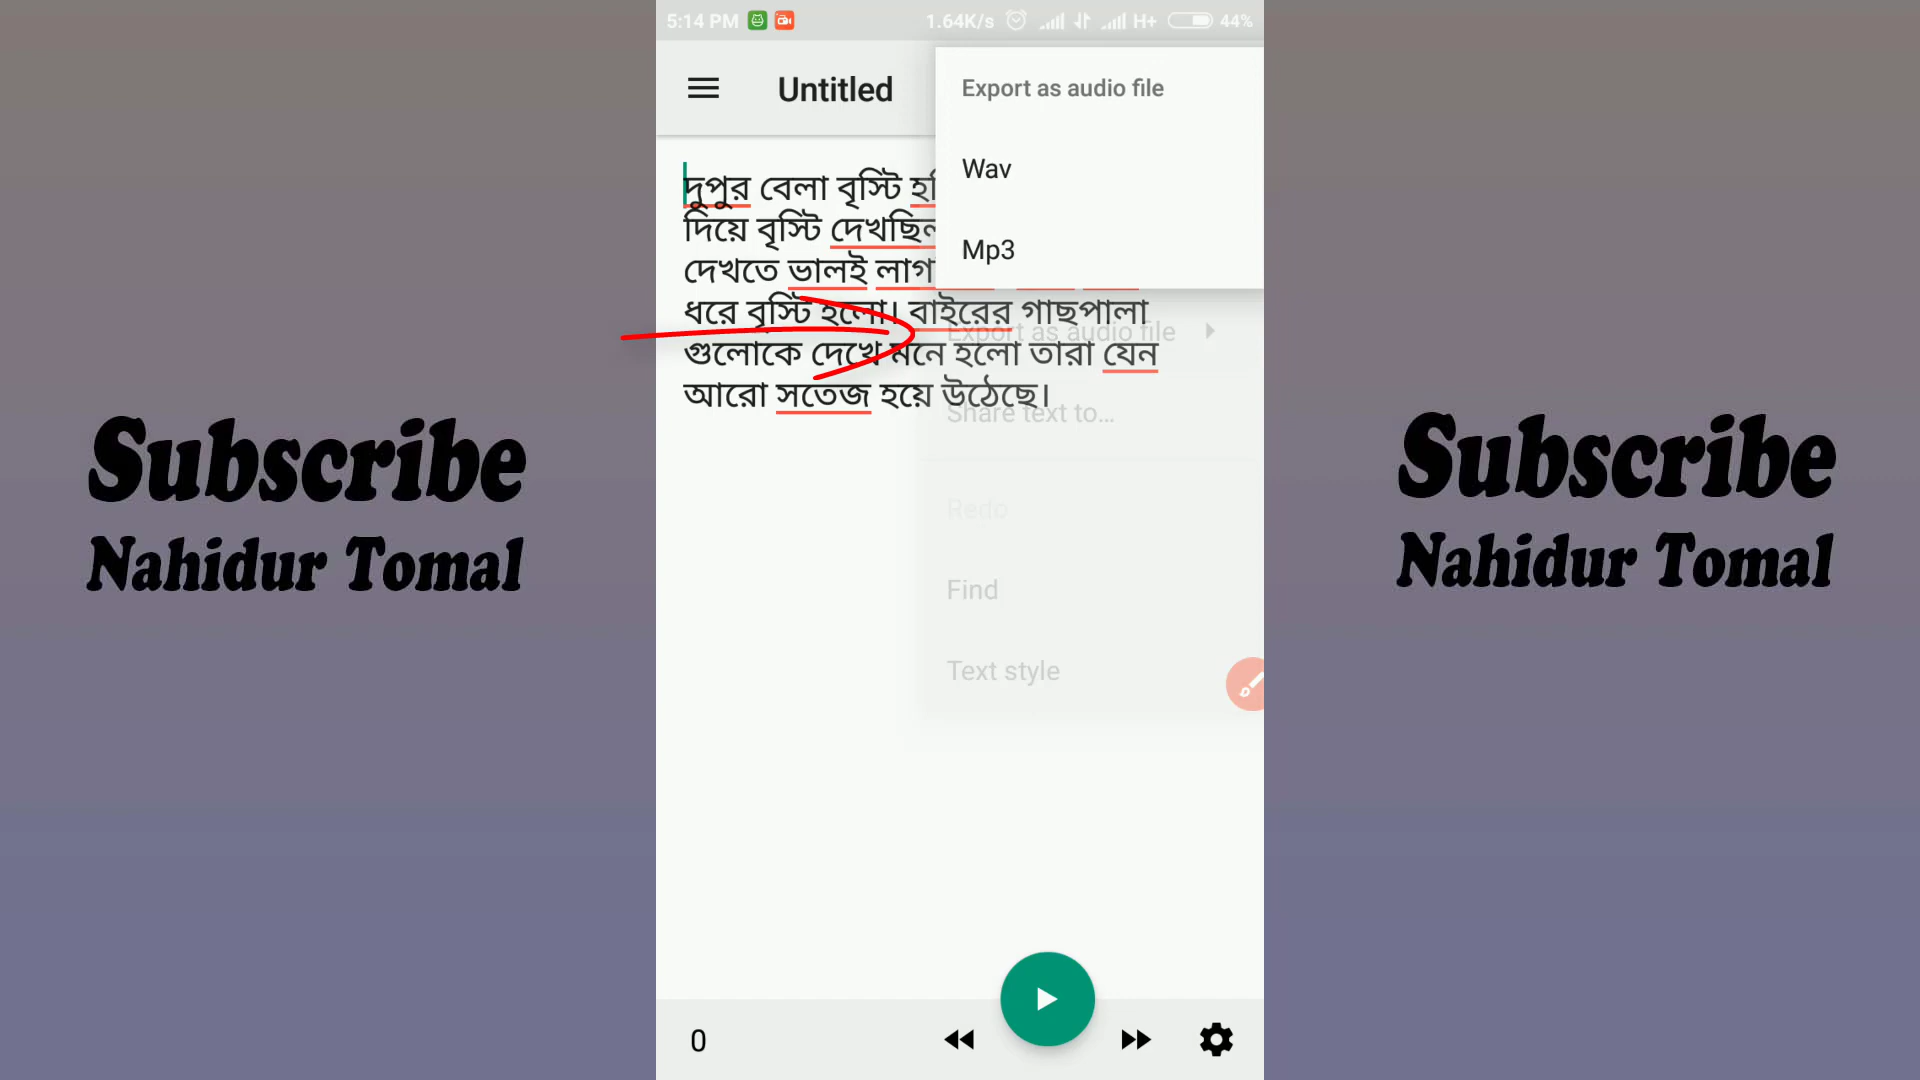 5:14 PM
1.64K/s H+ 44%
Untitled
Export as audio file
Wav
Mp3
দুপুর বেলা বৃস্টি
দিয়ে বৃস্টি
দেখতে ভালই
ধরে বৃস্টি হলো। বাইরের গাছপালা
গুলোকে দেখে মনে হলো তারা যেন
আরো সতেজ হয়ে উঠেছে।
Export as audio file
Share text to...
Redo
Find
Text style
0
Subscribe
Nahidur Tomal
Subscribe
Nahidur Tomal